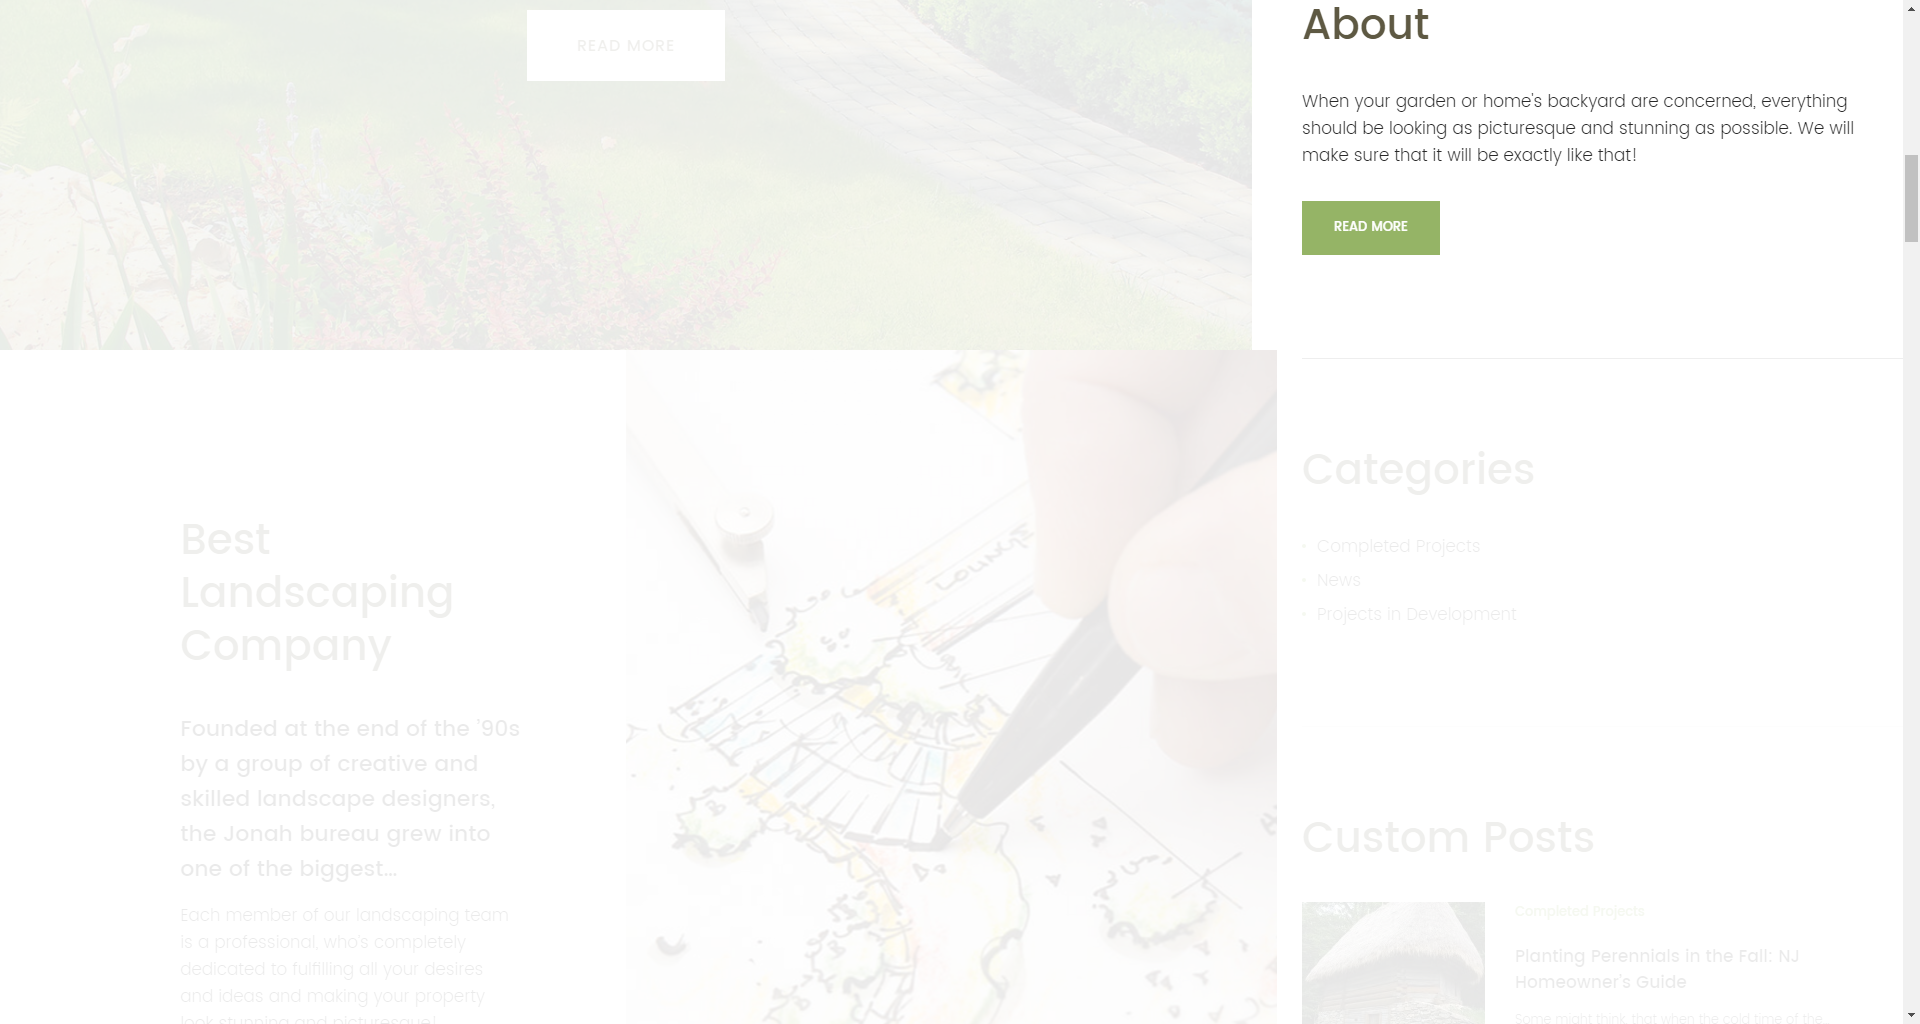 READ MORE
About
When your garden or home's backyard are concerned, everything
should be looking as picturesque and stunning as possible. We will
make sure that it will be exactly like that!
READ MORE
Best
Landscaping
Company
Founded at the end of the '90s
by a group of creative and
skilled landscape designers,
the Jonah bureau grew into
one of the biggest...
Each member of our landscaping team
is a professional, who's completely
dedicated to fulfilling all your desires
and ideas and making your property
look stunning and picturesque!
Lounge
Categories
Completed Projects
News
Projects in Development
Custom Posts
Completed Projects
Planting Perennials in the Fall: NJ
Homeowner's Guide
Some might think, that when the cold time of the...